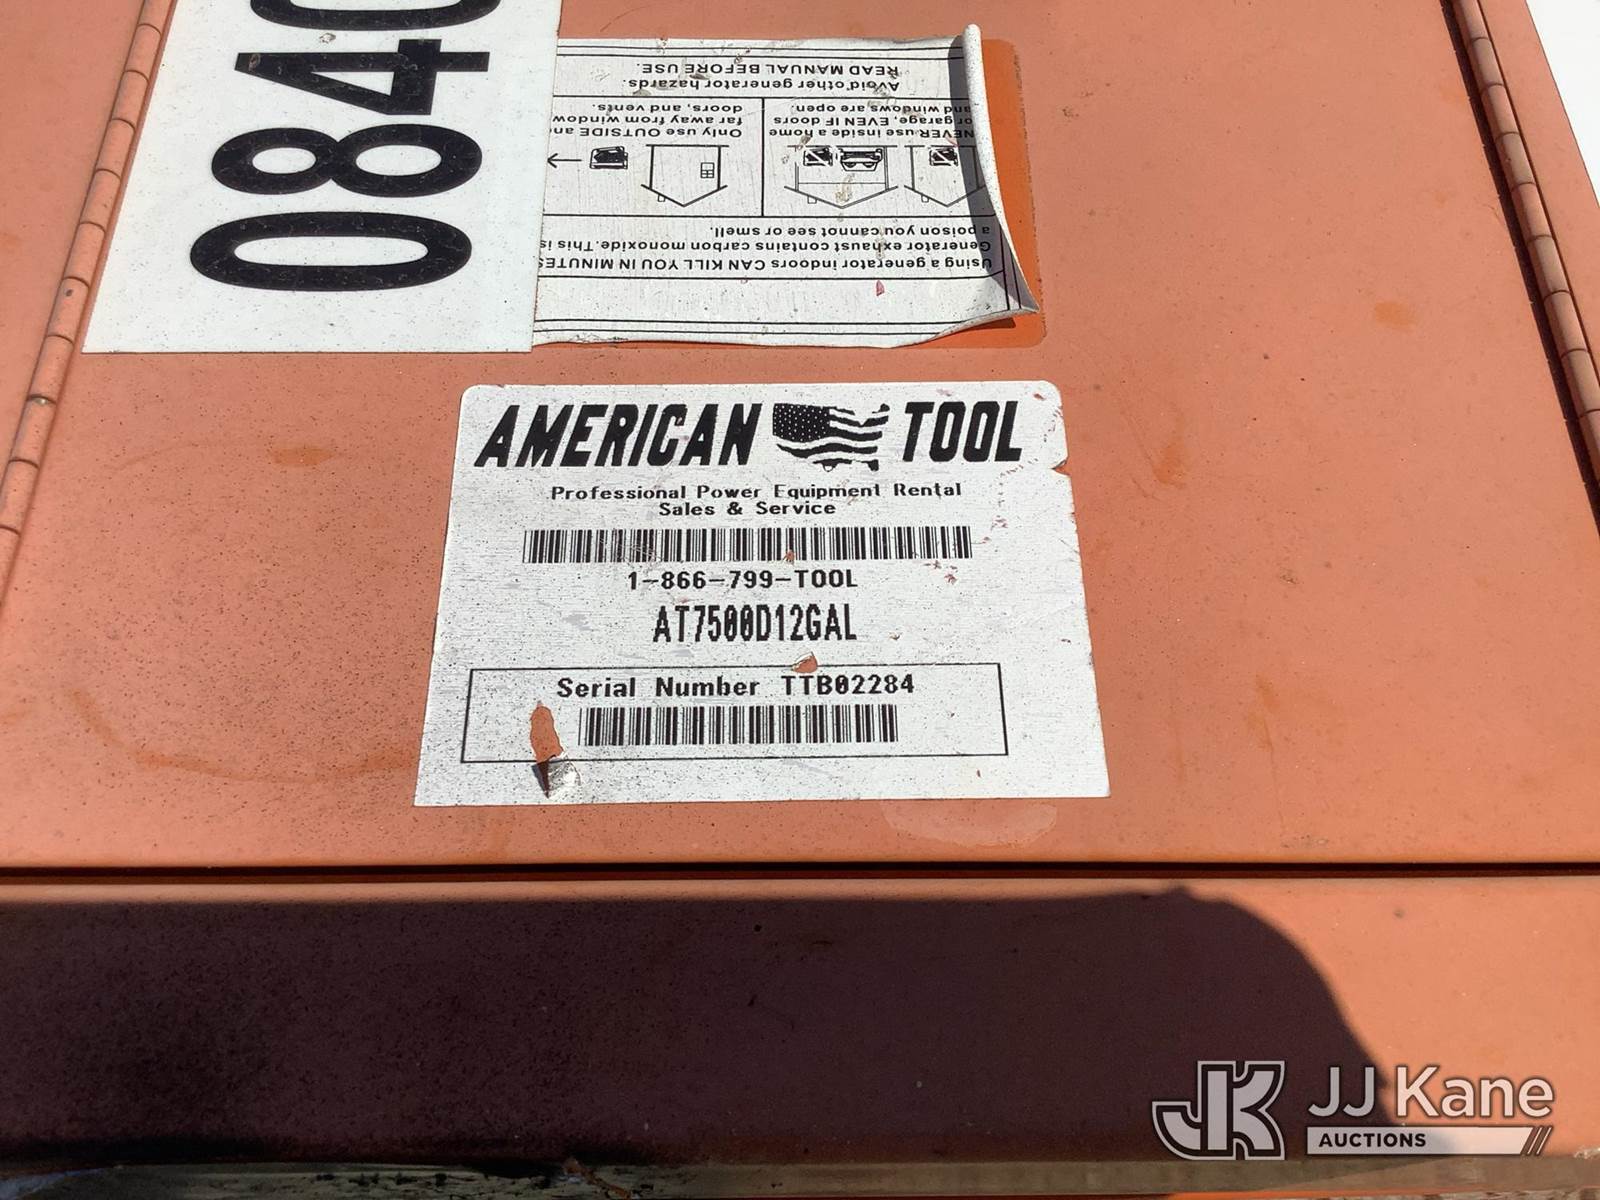 0840
Using a generator indoors CAN KILL YOU IN MINUTES
Generator exhaust contains carbon monoxide. This is
a poison you cannot see or smell.
NEVER use inside a home
or garage, EVEN IF doors
and windows are open.
Only use OUTSIDE and
far away from window
doors, and vents.
Avoid other generator hazards.
READ MANUAL BEFORE USE.
AMERICAN TOOL
Professional Power Equipment Rental
Sales & Service
1-866-799-TOOL
AT7500D12GAL
Serial Number TTB02284
JK JJ Kane
AUCTIONS